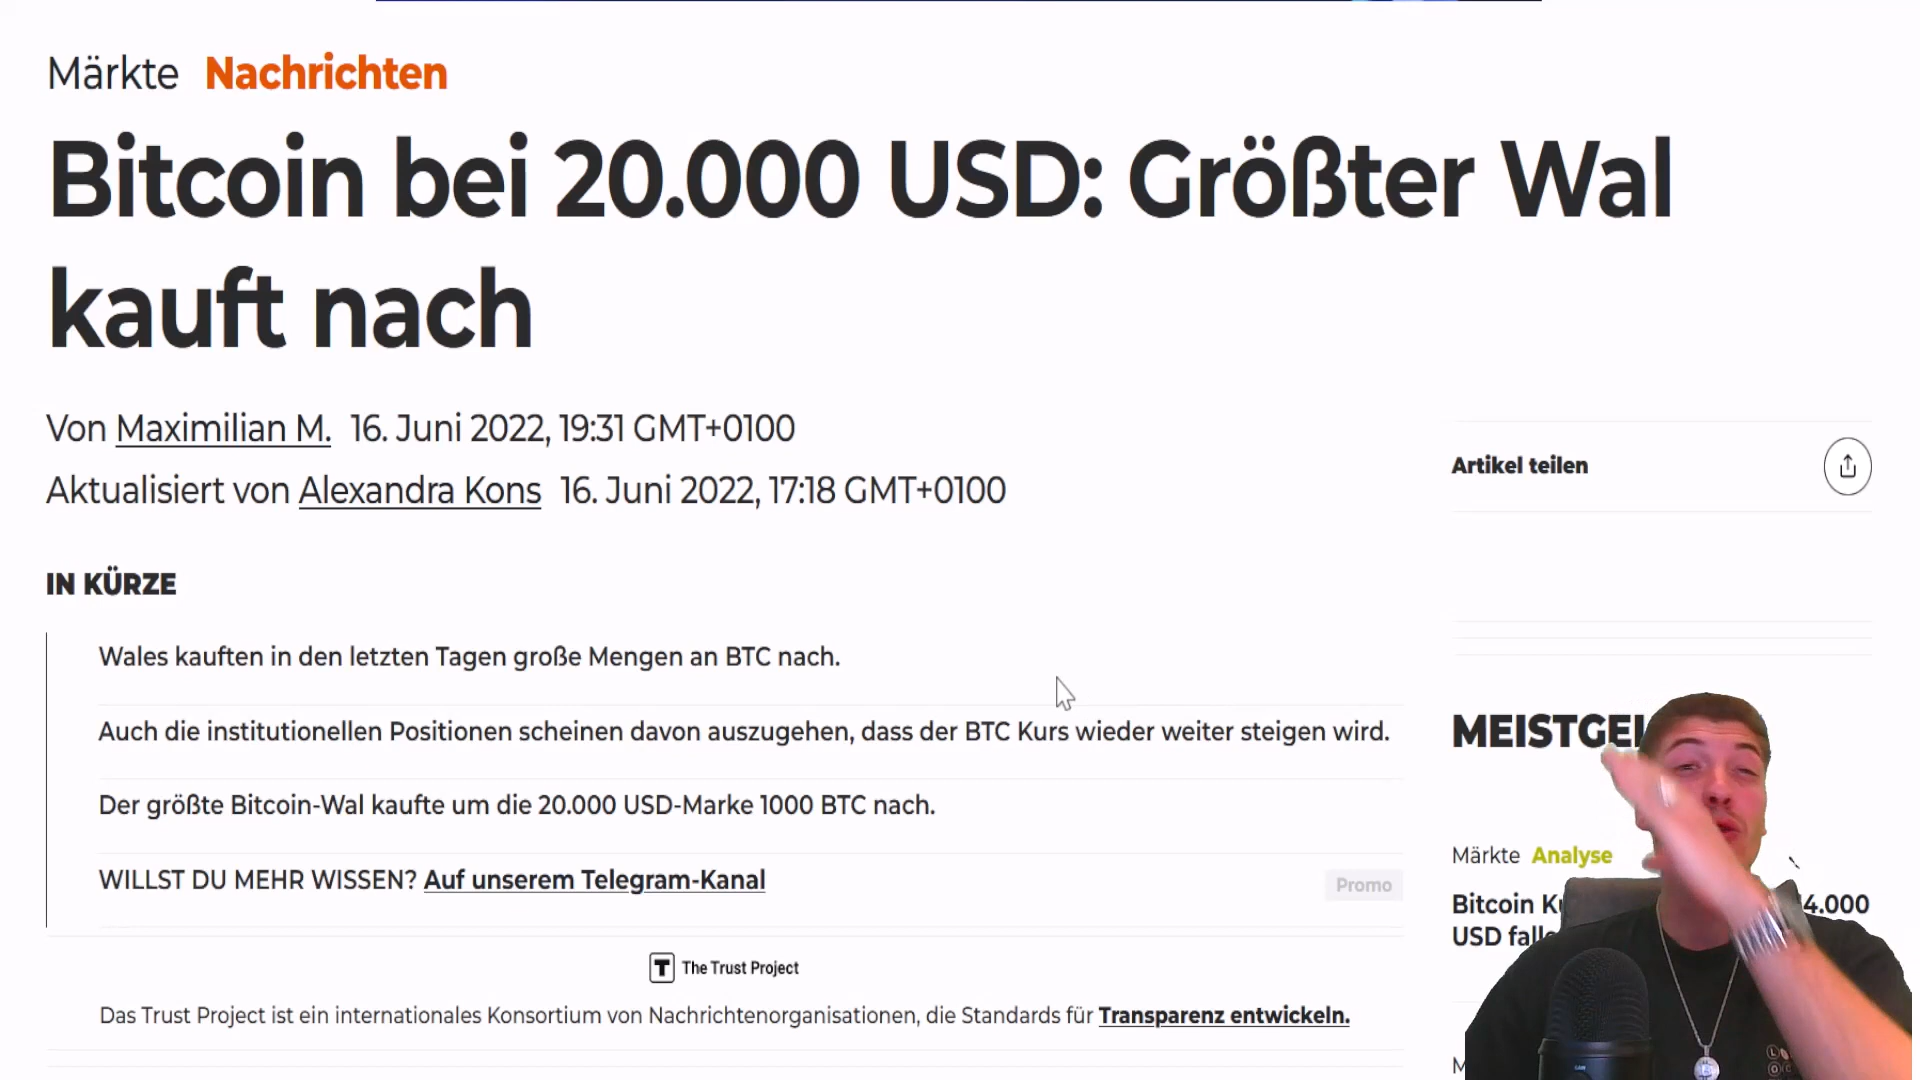 Märkte Nachrichten
Bitcoin bei 20.000 USD: Größter Wal
kauft nach
Von Maximilian M. 16. Juni 2022, 19:31 GMT+0100
Aktualisiert von Alexandra Kons 16. Juni 2022, 17:18 GMT+0100
Artikel teilen
IN KÜRZE
Wales kauften in den letzten Tagen große Mengen an BTC nach.
Auch die institutionellen Positionen scheinen davon auszugehen, dass der BTC Kurs wieder weiter steigen wird.
Der größte Bitcoin-Wal kaufte um die 20.000 USD-Marke 1000 BTC nach.
WILLST DU MEHR WISSEN? Auf unserem Telegram-Kanal
Promo
The Trust Project
Das Trust Project ist ein internationales Konsortium von Nachrichtenorganisationen, die Standards für Transparenz entwickeln.
Märkte Analyse
Bitcoin 4.000
USD